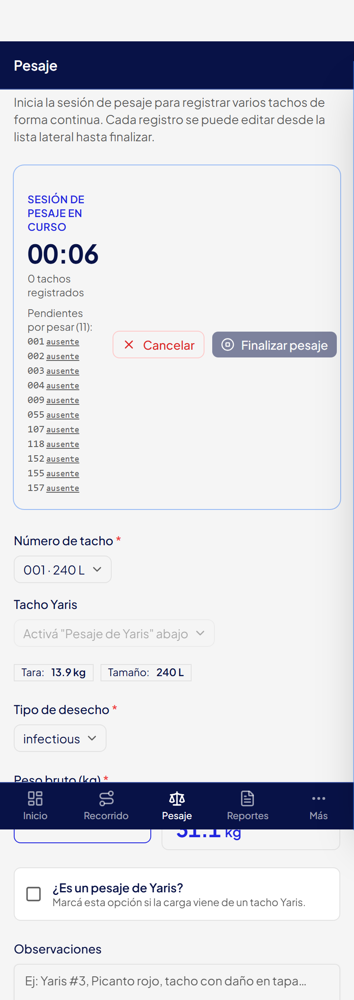 Pesaje
Inicia la sesión de pesaje para registrar varios tachos de
forma continua. Cada registro se puede editar desde la
lista lateral hasta finalizar.
SESIÓN DE
PESAJE EN
CURSO
00:06
0 tachos
registrados
Pendientes
por pesar (11):
001 ausente
002 ausente
003 ausente
004 ausente
009 ausente
055 ausente
107 ausente
118 ausente
152 ausente
155 ausente
157 ausente
Cancelar
Finalizar pesaje
Número de tacho *
001 · 240 L
Tacho Yaris
Activá "Pesaje de Yaris" abajo
Tara: 13.9 kg
Tamaño: 240 L
Tipo de desecho *
infectious
Peso bruto (kg) *
Inicio
Recorrido
Pesaje
Reportes
Más
31.1 kg
¿Es un pesaje de Yaris?
Marcá esta opción si la carga viene de un tacho Yaris.
Observaciones
Ej: Yaris #3, Picanto rojo, tacho con daño en tapa...